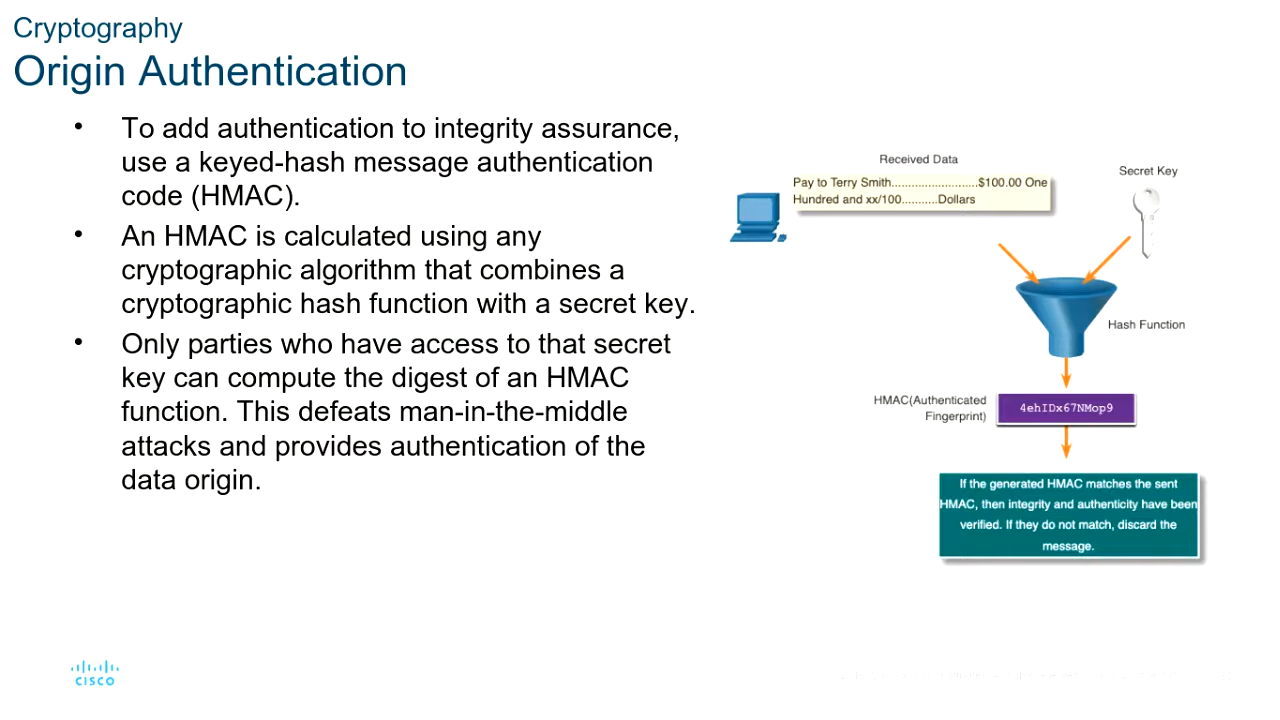 Cryptography
Origin Authentication
• To add authentication to integrity assurance,
use a keyed-hash message authentication
code (HMAC).
• An HMAC is calculated using any
cryptographic algorithm that combines a
cryptographic hash function with a secret key.
• Only parties who have access to that secret
key can compute the digest of an HMAC
function. This defeats man-in-the-middle
attacks and provides authentication of the
data origin.
Received Data
Pay to Terry Smith..........................$100.00 One
Hundred and xx/100...........Dollars
Secret Key
Hash Function
HMAC(Authenticated
Fingerprint)
4ehIDx67NMop9
If the generated HMAC matches the sent
HMAC, then integrity and authenticity have been
verified. If they do not match, discard the
message.
CISCO